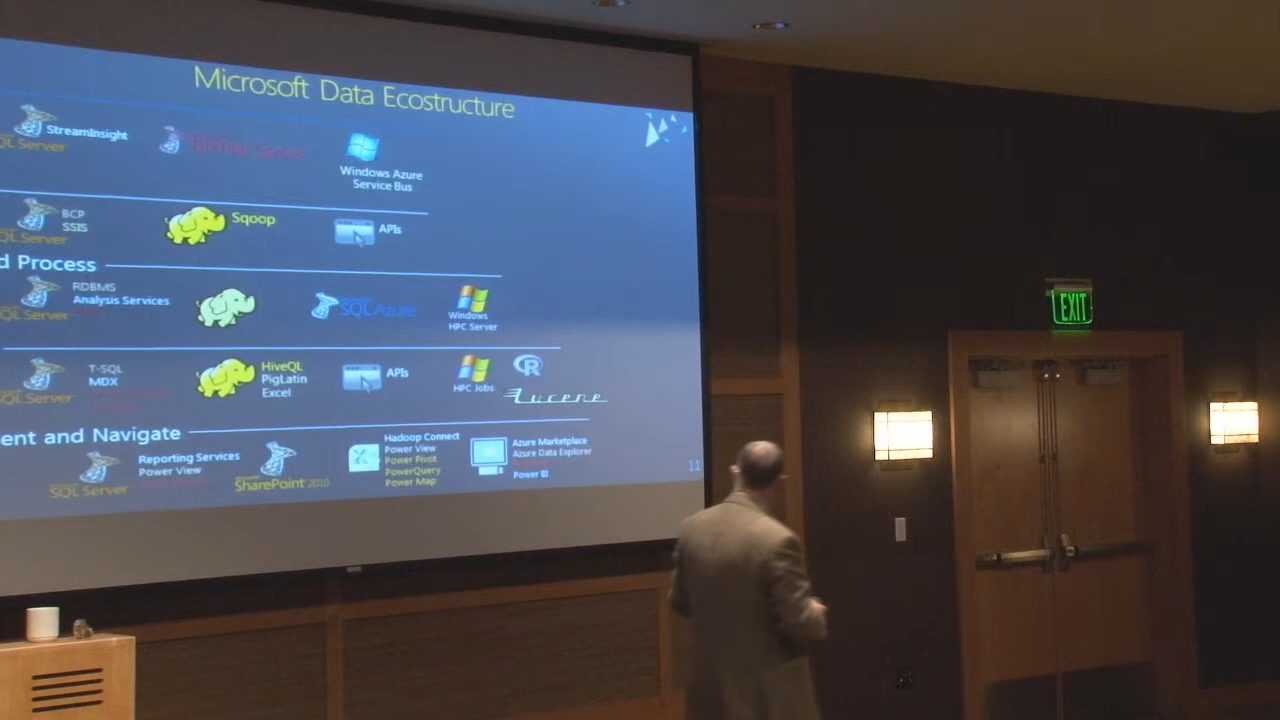 Microsoft Data Ecostructure
StreamInsight
QL Server
BizTalk Server
Windows Azure
Service Bus
BCP
SSIS
QL Server
Sqoop
APIs
d Process
RDBMS
Analysis Services
QL Server
SQL Azure
Windows
HPC Server
T-SQL
MDX
QL Server
HiveQL
PigLatin
Excel
APIs
HPC Jobs
R
Lucene
ent and Navigate
Reporting Services
Power View
SQL Server
SharePoint 2010
Hadoop Connect
Power View
Power Pivot
PowerQuery
Power Map
Azure Marketplace
Azure Data Explorer
Power BI
11
EXIT